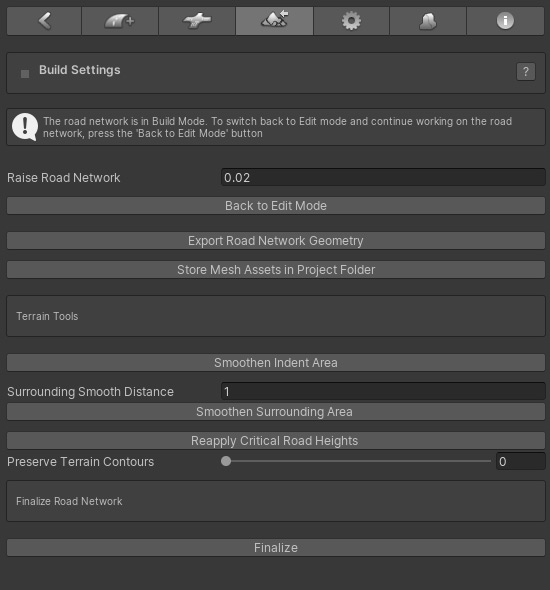 Build Settings
?
The road network is in Build Mode. To switch back to Edit mode and continue working on the road
network, press the 'Back to Edit Mode' button
Raise Road Network 0.02
Back to Edit Mode
Export Road Network Geometry
Store Mesh Assets in Project Folder
Terrain Tools
Smoothen Indent Area
Surrounding Smooth Distance 1
Smoothen Surrounding Area
Reapply Critical Road Heights
Preserve Terrain Contours 0
Finalize Road Network
Finalize